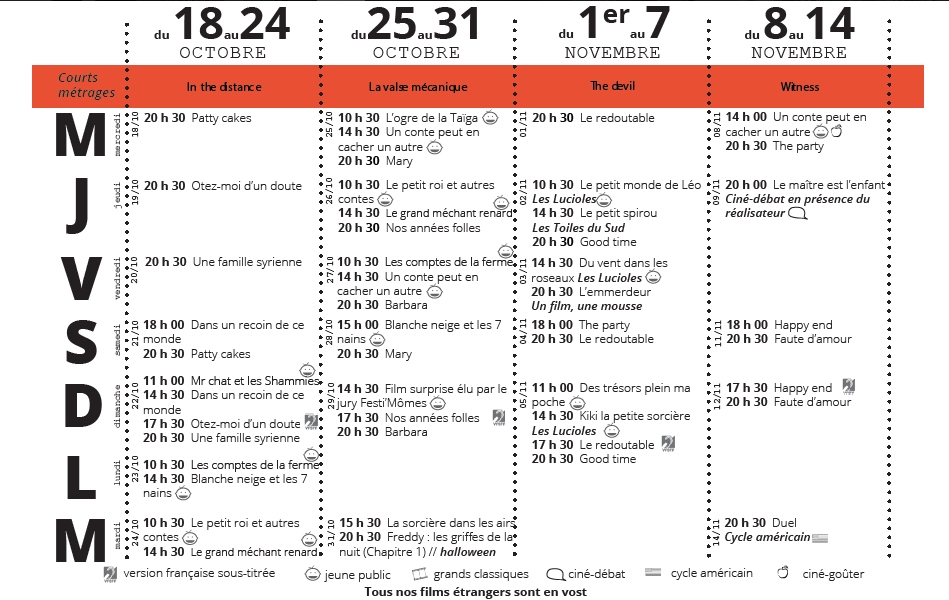 du 18 au 24
OCTOBRE
du 25 au 31
OCTOBRE
du 1er au 7
NOVEMBRE
du 8 au 14
NOVEMBRE
Courts
métrages
In the distance
La valse mécanique
The devil
Witness
M
mercredi
18/10
20 h 30 Patty cakes
25/10
10 h 30 L'ogre de la Taïga
14 h 30 Un conte peut en
cacher un autre
20 h 30 Mary
01/11
20 h 30 Le redoutable
08/11
14 h 00 Un conte peut en
cacher un autre
20 h 30 The party
J
jeudi
19/10
20 h 30 Otez-moi d'un doute
26/10
10 h 30 Le petit roi et autres
contes
14 h 30 Le grand méchant renard
20 h 30 Nos années folles
02/11
10 h 30 Le petit monde de Léo
Les Lucioles
14 h 30 Le petit spirou
Les Toiles du Sud
20 h 30 Good time
09/11
20 h 00 Le maître est l'enfant
Ciné-débat en présence du
réalisateur
V
vendredi
20/10
20 h 30 Une famille syrienne
27/10
10 h 30 Les comptes de la ferme
14 h 30 Un conte peut en
cacher un autre
20 h 30 Barbara
03/11
14 h 30 Du vent dans les
roseaux Les Lucioles
20 h 30 L'emmerdeur
Un film, une mousse
S
samedi
21/10
18 h 00 Dans un recoin de ce
monde
20 h 30 Patty cakes
28/10
15 h 00 Blanche neige et les 7
nains
20 h 30 Mary
04/11
18 h 00 The party
20 h 30 Le redoutable
11/11
18 h 00 Happy end
20 h 30 Faute d'amour
D
dimanche
22/10
11 h 00 Mr chat et les Shammies
14 h 30 Dans un recoin de ce
monde
17 h 30 Otez-moi d'un doute
20 h 30 Une famille syrienne
29/10
14 h 30 Film surprise élu par le
jury Festi'Mômes
17 h 30 Nos années folles
20 h 30 Barbara
05/11
11 h 00 Des trésors plein ma
poche
14 h 30 Kiki la petite sorcière
Les Lucioles
17 h 30 Le redoutable
20 h 30 Good time
12/11
17 h 30 Happy end
20 h 30 Faute d'amour
L
lundi
23/10
10 h 30 Les comptes de la ferme
14 h 30 Blanche neige et les 7
nains
M
mardi
24/10
10 h 30 Le petit roi et autres
contes
14 h 30 Le grand méchant renard
31/10
15 h 30 La sorcière dans les airs
20 h 30 Freddy : les griffes de la
nuit (Chapitre 1) // halloween
14/11
20 h 30 Duel
Cycle américain
version française sous-titrée
jeune public
grands classiques
ciné-débat
cycle américain
ciné-goûter
Tous nos films étrangers sont en vost